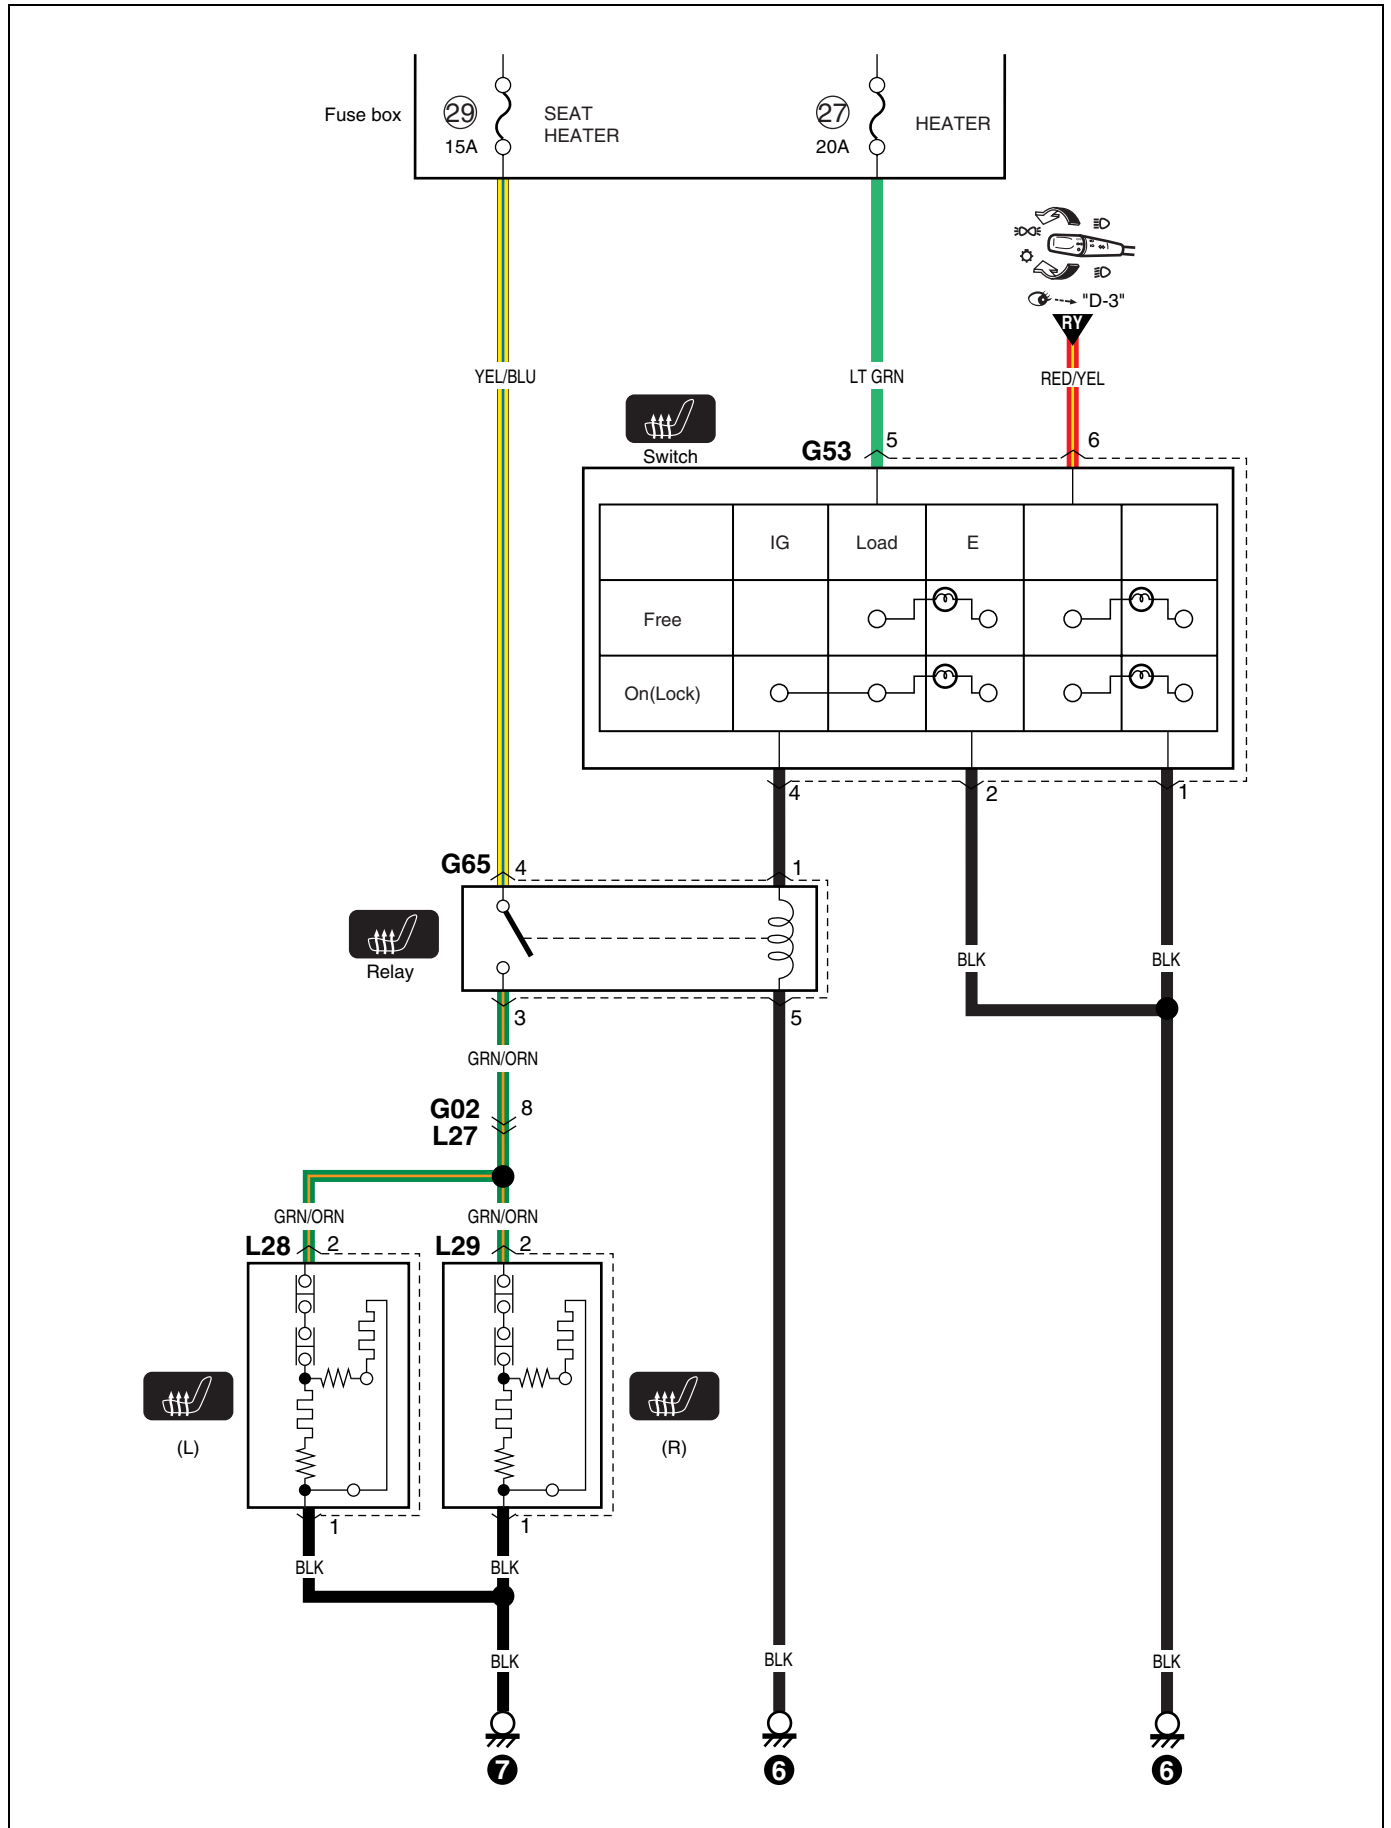 Fuse box
29
15A
SEAT
HEATER
27
20A
HEATER
"D-3"
RY
YEL/BLU
LT GRN
RED/YEL
Switch
G53
5
6
IG
Load
E
Free
On(Lock)
4
2
1
G65
4
1
Relay
BLK
BLK
3
5
GRN/ORN
G02
8
L27
GRN/ORN
GRN/ORN
L28
2
L29
2
(L)
(R)
1
1
BLK
BLK
BLK
BLK
BLK
7
6
6